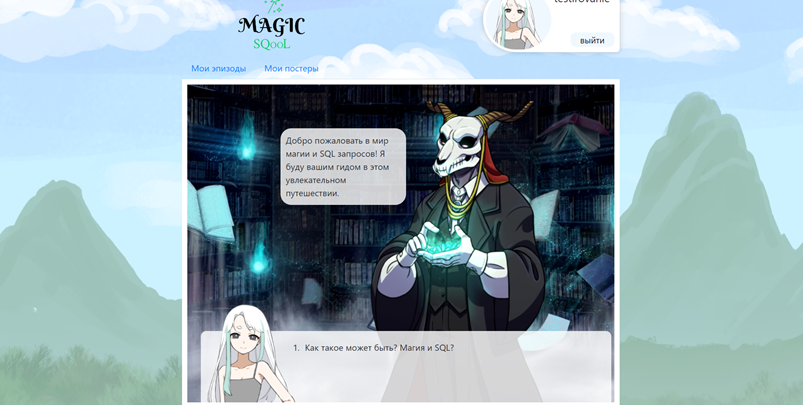 MAGIC
SQooL
testirovanie
выйти
Мои эпизоды
Мои постеры
Добро пожаловать в мир
магии и SQL запросов! Я
буду вашим гидом в этом
увлекательном
путешествии.
1. Как такое может быть? Магия и SQL?